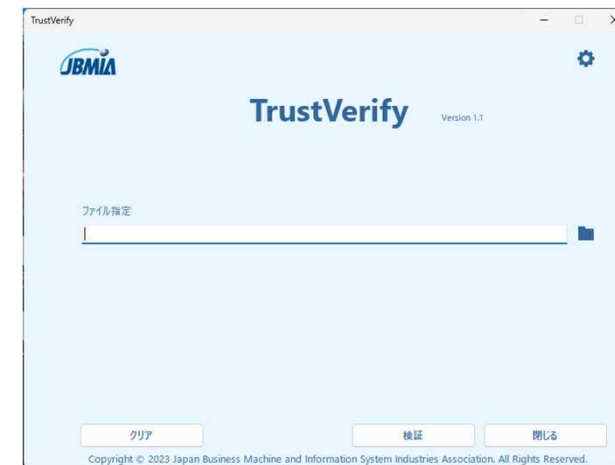 TrustVerify
JBMiA
TrustVerify Version 1.1
ファイル指定
クリア 検証 閉じる
Copyright © 2023 Japan Business Machine and Information System Industries Association. All Rights Reserved.